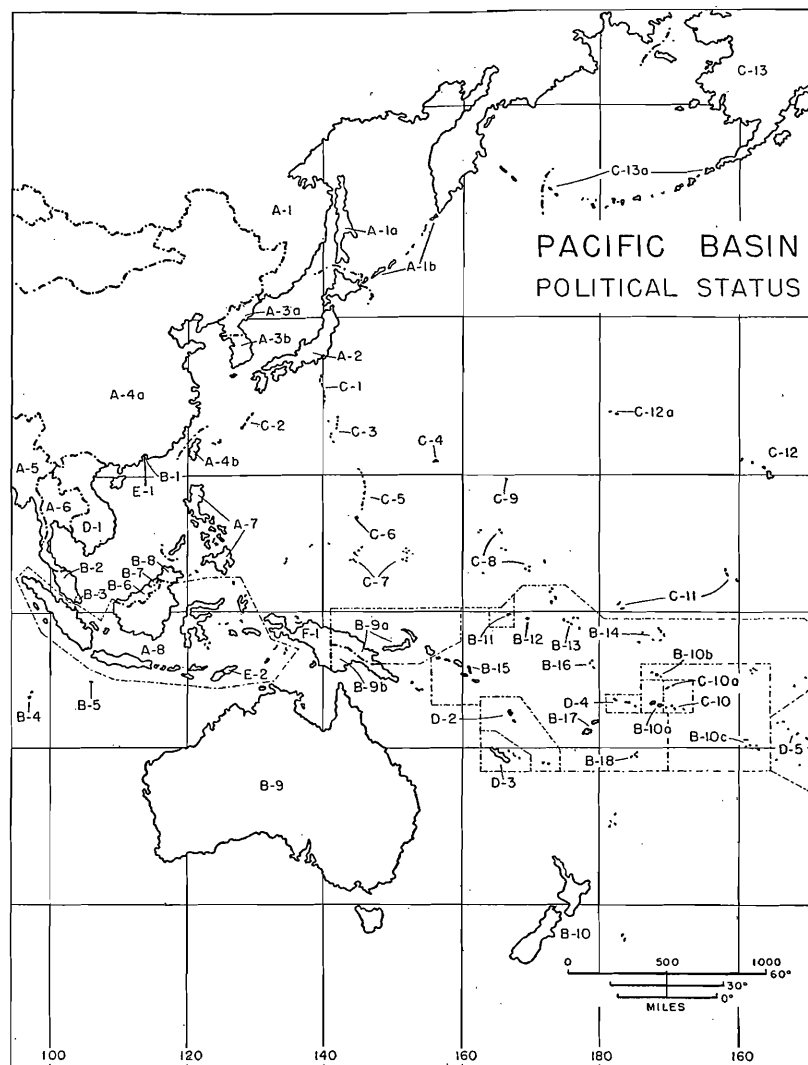 C-13
C-13a
A-1
A-1a
PACIFIC BASIN
A-1b
POLITICAL STATUS
A-3a
A-3b
A-2
C-1
A-4a
C-2
C-3
C-4
C-12a
C-12
A-5
B-1
A-4b
E-1
A-6
D-1
A-7
C-5
C-9
C-6
B-2
B-8
B-7
B-6
B-3
C-7
C-8
C-11
A-8
F-1
B-9a
B-11
B-12
B-13
B-14
B-16
B-15
B-10b
C-10a
E-2
B-9b
B-4
B-5
D-2
D-4
C-10
B-17
B-10a
B-10c
D-5
D-3
B-18
B-9
B-10
0 500 1000
60°
30°
0°
MILES
100 120 140 160 180 160